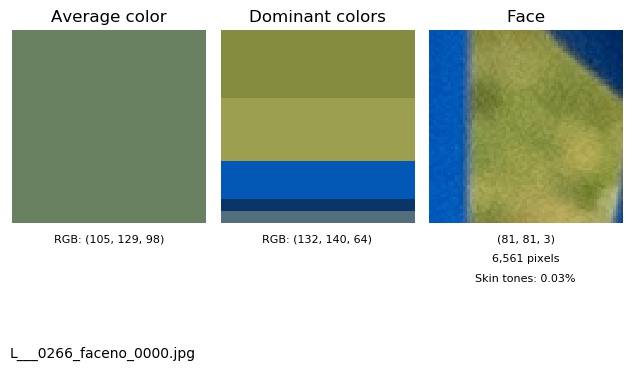 Average color
Dominant colors
Face
RGB: (105, 129, 98)
RGB: (132, 140, 64)
(81, 81, 3)
6,561 pixels
Skin tones: 0.03%
L___0266_faceno_0000.jpg